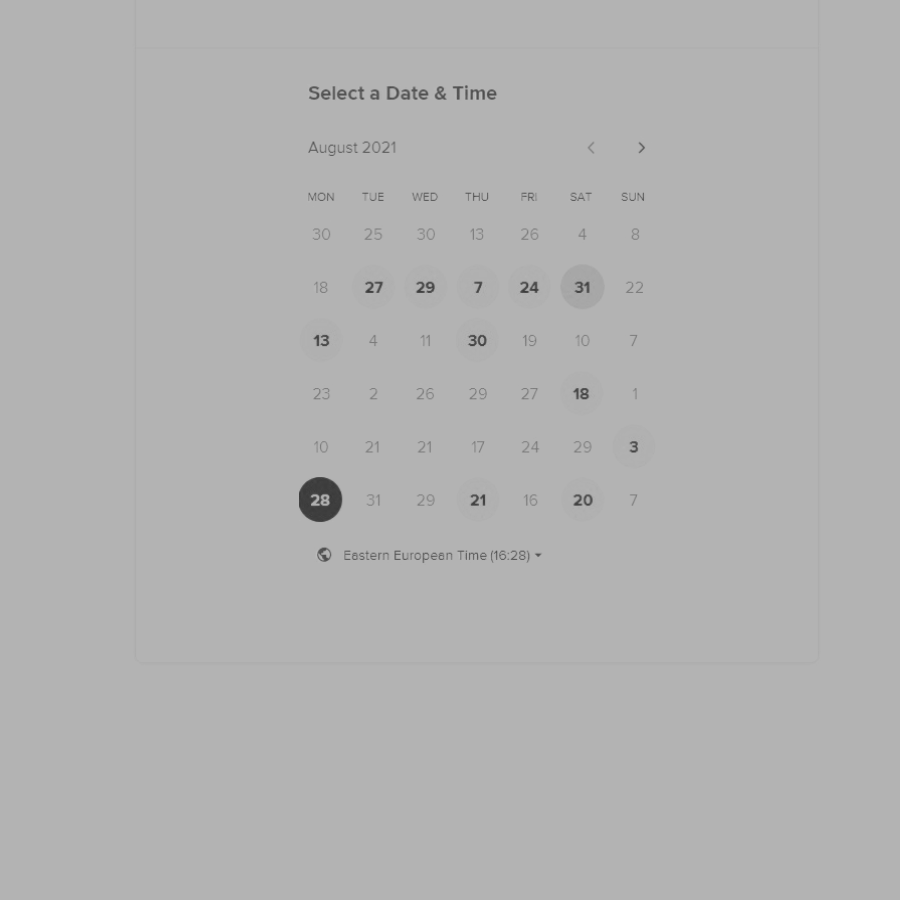 Select a Date & Time
August 2021
MON TUE WED THU FRI SAT SUN
30 25 30 13 26 4 8
18 27 29 7 24 31 22
13 4 11 30 19 10 7
23 2 26 29 27 18 1
10 21 21 17 24 29 3
28 31 29 21 16 20 7
Eastern European Time (16:28)